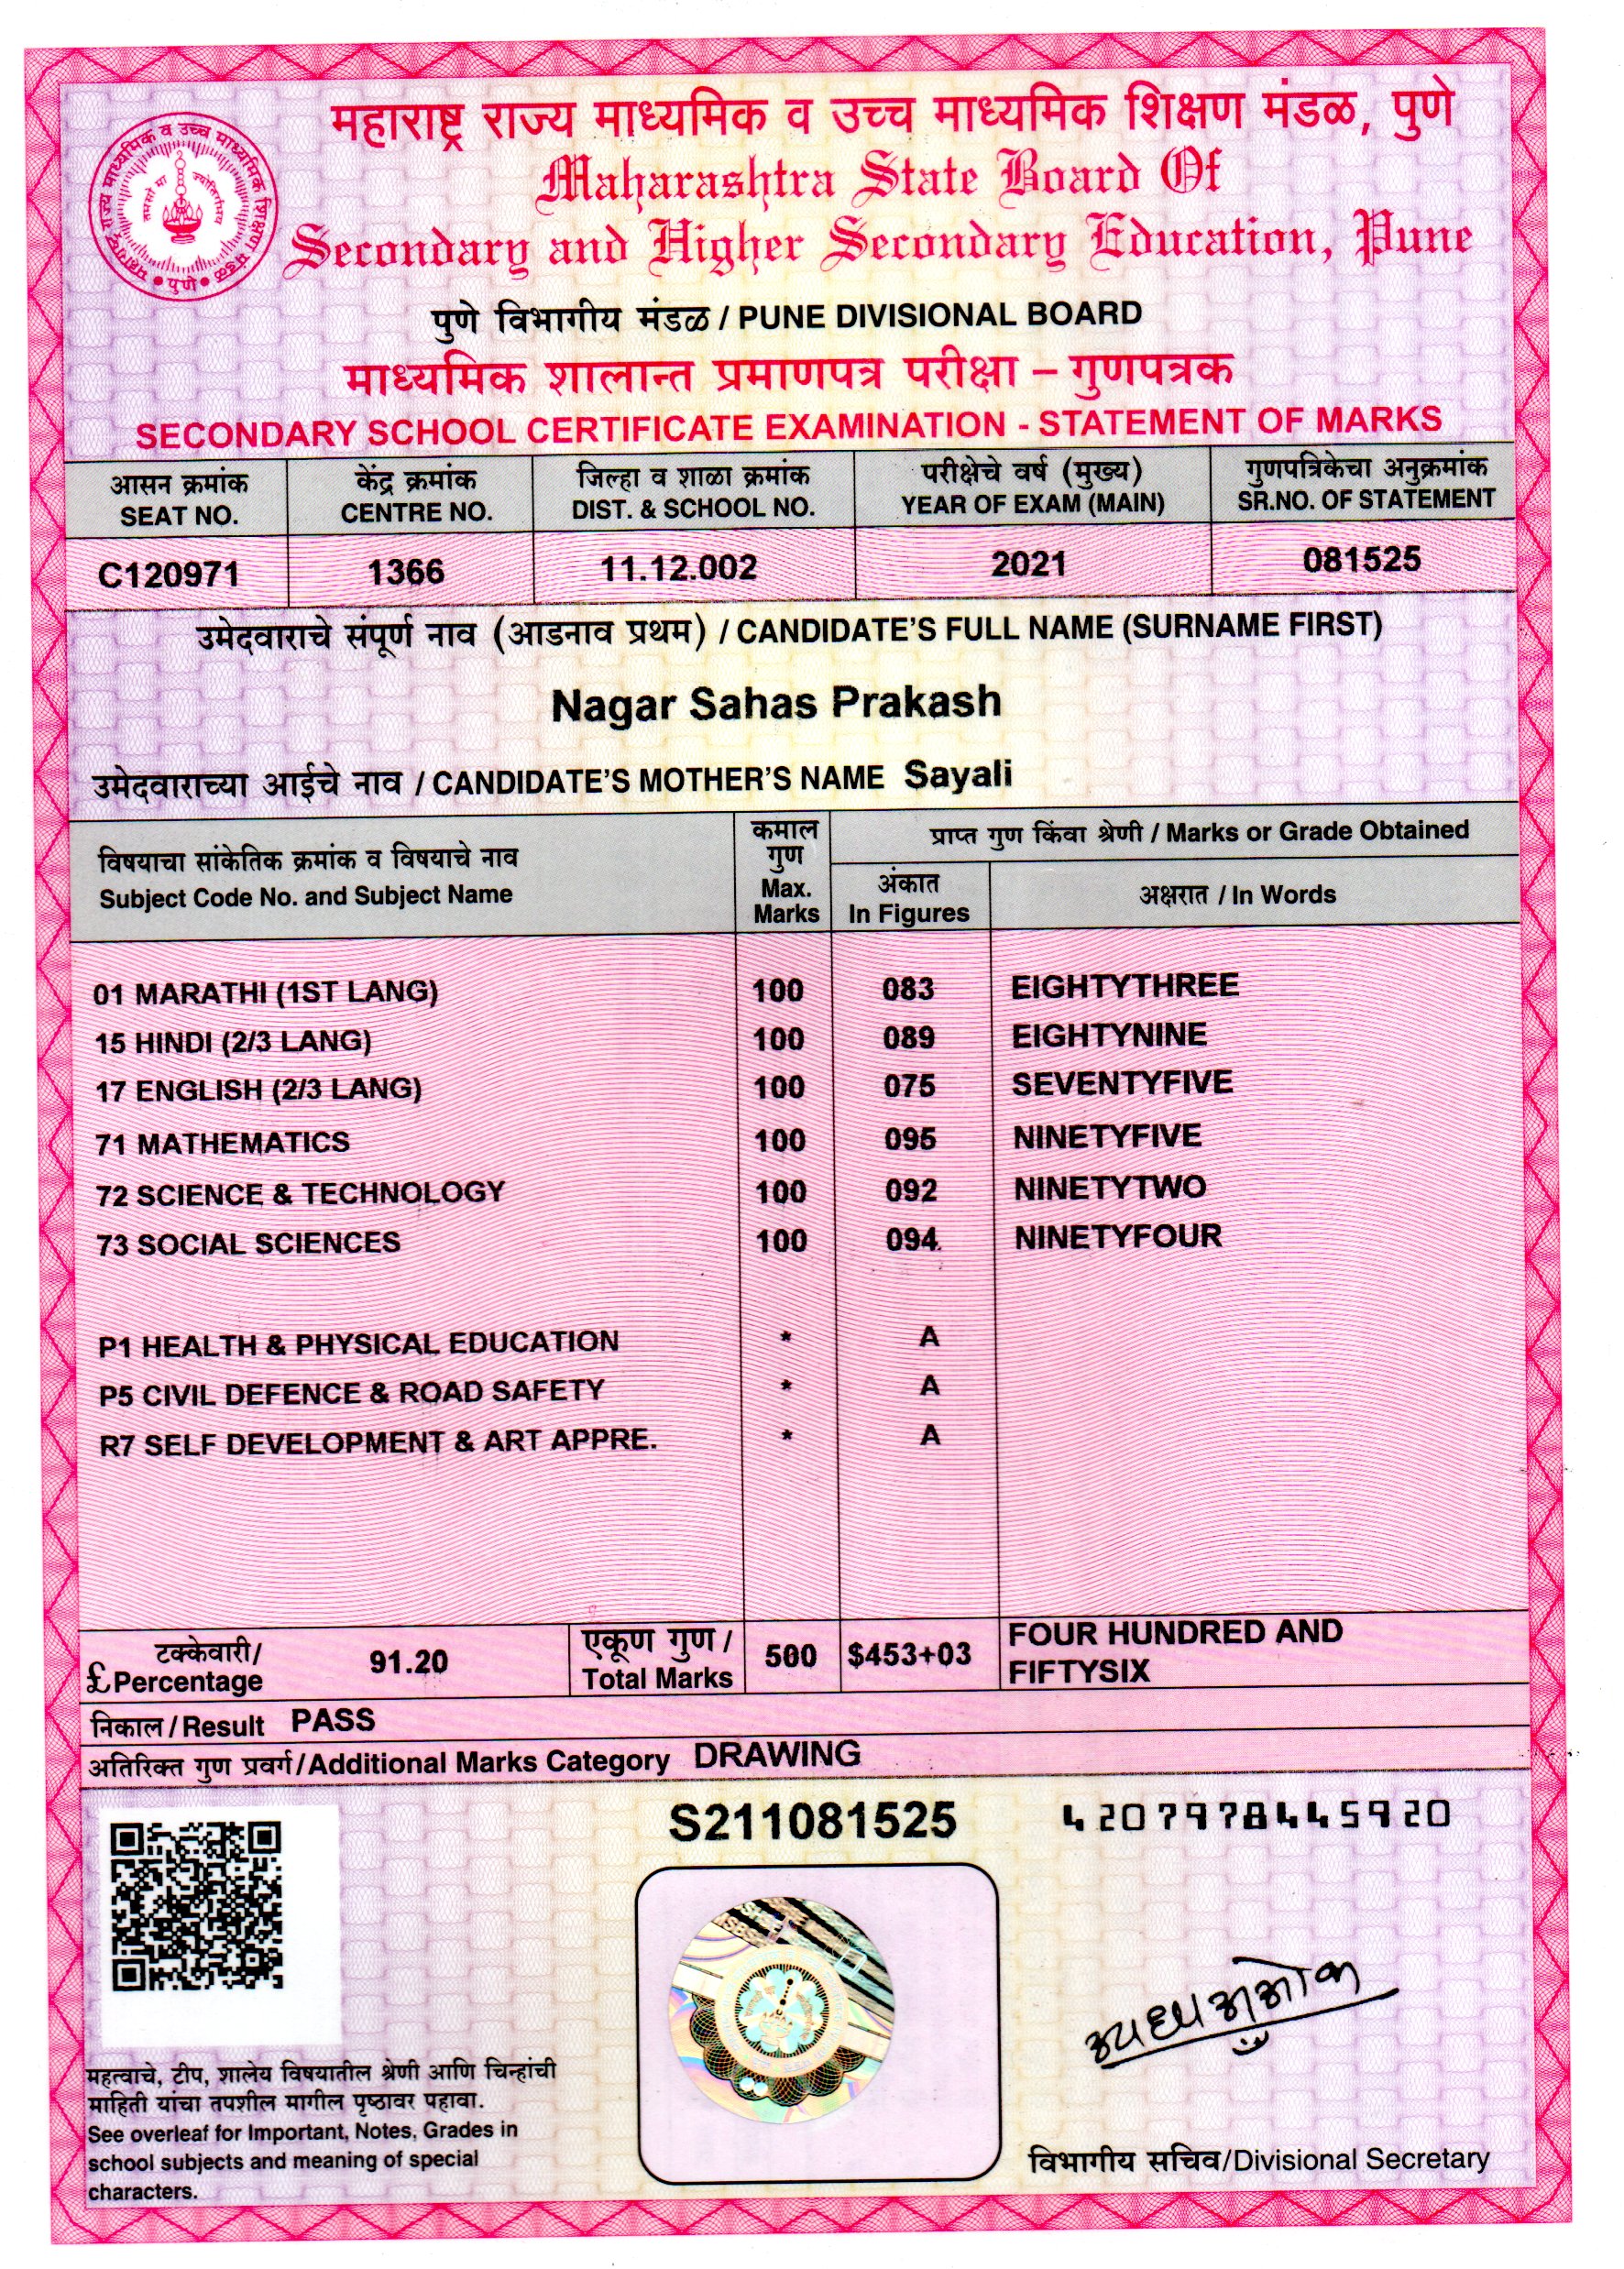 महाराष्ट्र राज्य माध्यमिक व उच्च माध्यमिक शिक्षण मंडळ, पुणे
Maharashtra State Board Of
Secondary and Higher Secondary Education, Pune
महाराष्ट्र राज्य माध्यमिक व उच्च माध्यमिक शिक्षण मंडळ
• पुणे •
तमसो मा ज्योतिर्गमय
पुणे विभागीय मंडळ / PUNE DIVISIONAL BOARD
माध्यमिक शालान्त प्रमाणपत्र परीक्षा – गुणपत्रक
SECONDARY SCHOOL CERTIFICATE EXAMINATION - STATEMENT OF MARKS
आसन क्रमांक केंद्र क्रमांक जिल्हा व शाळा क्रमांक परीक्षेचे वर्ष (मुख्य) गुणपत्रिकेचा अनुक्रमांक
SEAT NO. CENTRE NO. DIST. & SCHOOL NO. YEAR OF EXAM (MAIN) SR.NO. OF STATEMENT
C120971 1366 11.12.002 2021 081525
उमेदवाराचे संपूर्ण नाव (आडनाव प्रथम) / CANDIDATE'S FULL NAME (SURNAME FIRST)
Nagar Sahas Prakash
उमेदवाराच्या आईचे नाव / CANDIDATE'S MOTHER'S NAME Sayali
विषयाचा सांकेतिक क्रमांक व विषयाचे नाव
Subject Code No. and Subject Name
कमाल
गुण
Max.
Marks
प्राप्त गुण किंवा श्रेणी / Marks or Grade Obtained
अंकात
In Figures
अक्षरात / In Words
01 MARATHI (1ST LANG) 100 083 EIGHTYTHREE
15 HINDI (2/3 LANG) 100 089 EIGHTYNINE
17 ENGLISH (2/3 LANG) 100 075 SEVENTYFIVE
71 MATHEMATICS 100 095 NINETYFIVE
72 SCIENCE & TECHNOLOGY 100 092 NINETYTWO
73 SOCIAL SCIENCES 100 094 NINETYFOUR
P1 HEALTH & PHYSICAL EDUCATION * A
P5 CIVIL DEFENCE & ROAD SAFETY * A
R7 SELF DEVELOPMENT & ART APPRE. * A
टक्केवारी/
£ Percentage
91.20
एकूण गुण /
Total Marks
500 $453+03
FOUR HUNDRED AND
FIFTYSIX
निकाल / Result PASS
अतिरिक्त गुण प्रवर्ग/Additional Marks Category DRAWING
S211081525
4207978445920
महत्वाचे, टीप, शालेय विषयातील श्रेणी आणि चिन्हांची
माहिती यांचा तपशील मागील पृष्ठावर पहावा.
See overleaf for Important, Notes, Grades in
school subjects and meaning of special
characters.
विभागीय सचिव/Divisional Secretary